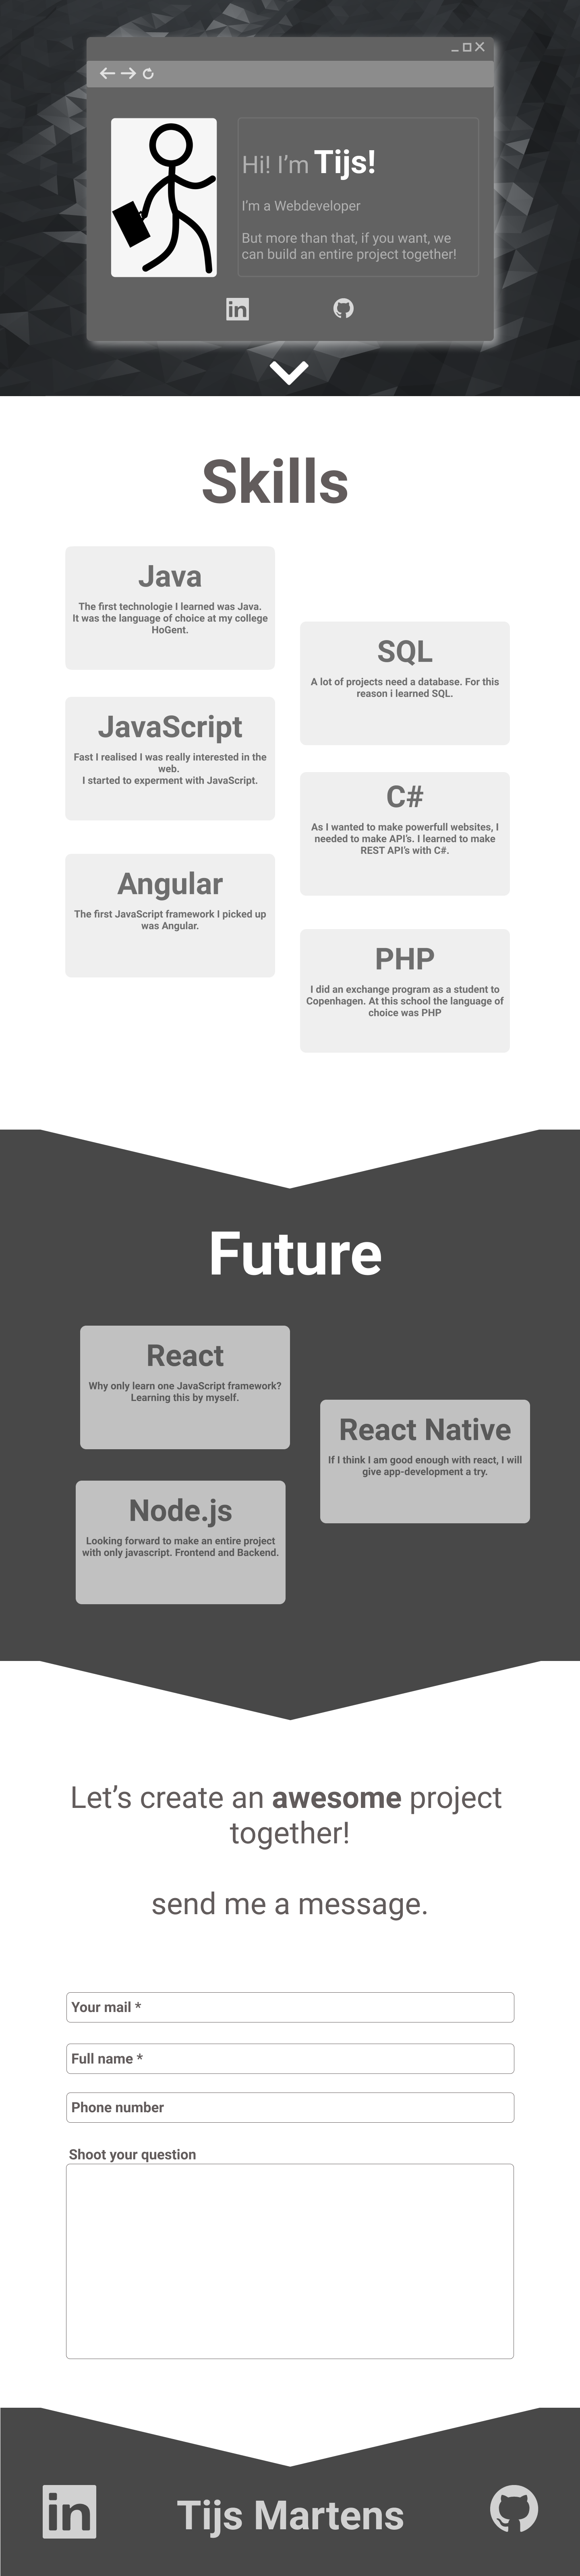 Hi! I’m Tijs!
I’m a Webdeveloper
But more than that, if you want, we
can build an entire project together!
in
Skills
Java
The first technologie I learned was Java.
It was the language of choice at my college
HoGent.
SQL
A lot of projects need a database. For this
reason i learned SQL.
JavaScript
Fast I realised I was really interested in the
web.
I started to experment with JavaScript.
C#
As I wanted to make powerfull websites, I
needed to make API’s. I learned to make
REST API’s with C#.
Angular
The first JavaScript framework I picked up
was Angular.
PHP
I did an exchange program as a student to
Copenhagen. At this school the language of
choice was PHP
Future
React
Why only learn one JavaScript framework?
Learning this by myself.
React Native
If I think I am good enough with react, I will
give app-development a try.
Node.js
Looking forward to make an entire project
with only javascript. Frontend and Backend.
Let’s create an awesome project
together!
send me a message.
Your mail *
Full name *
Phone number
Shoot your question
in
Tijs Martens